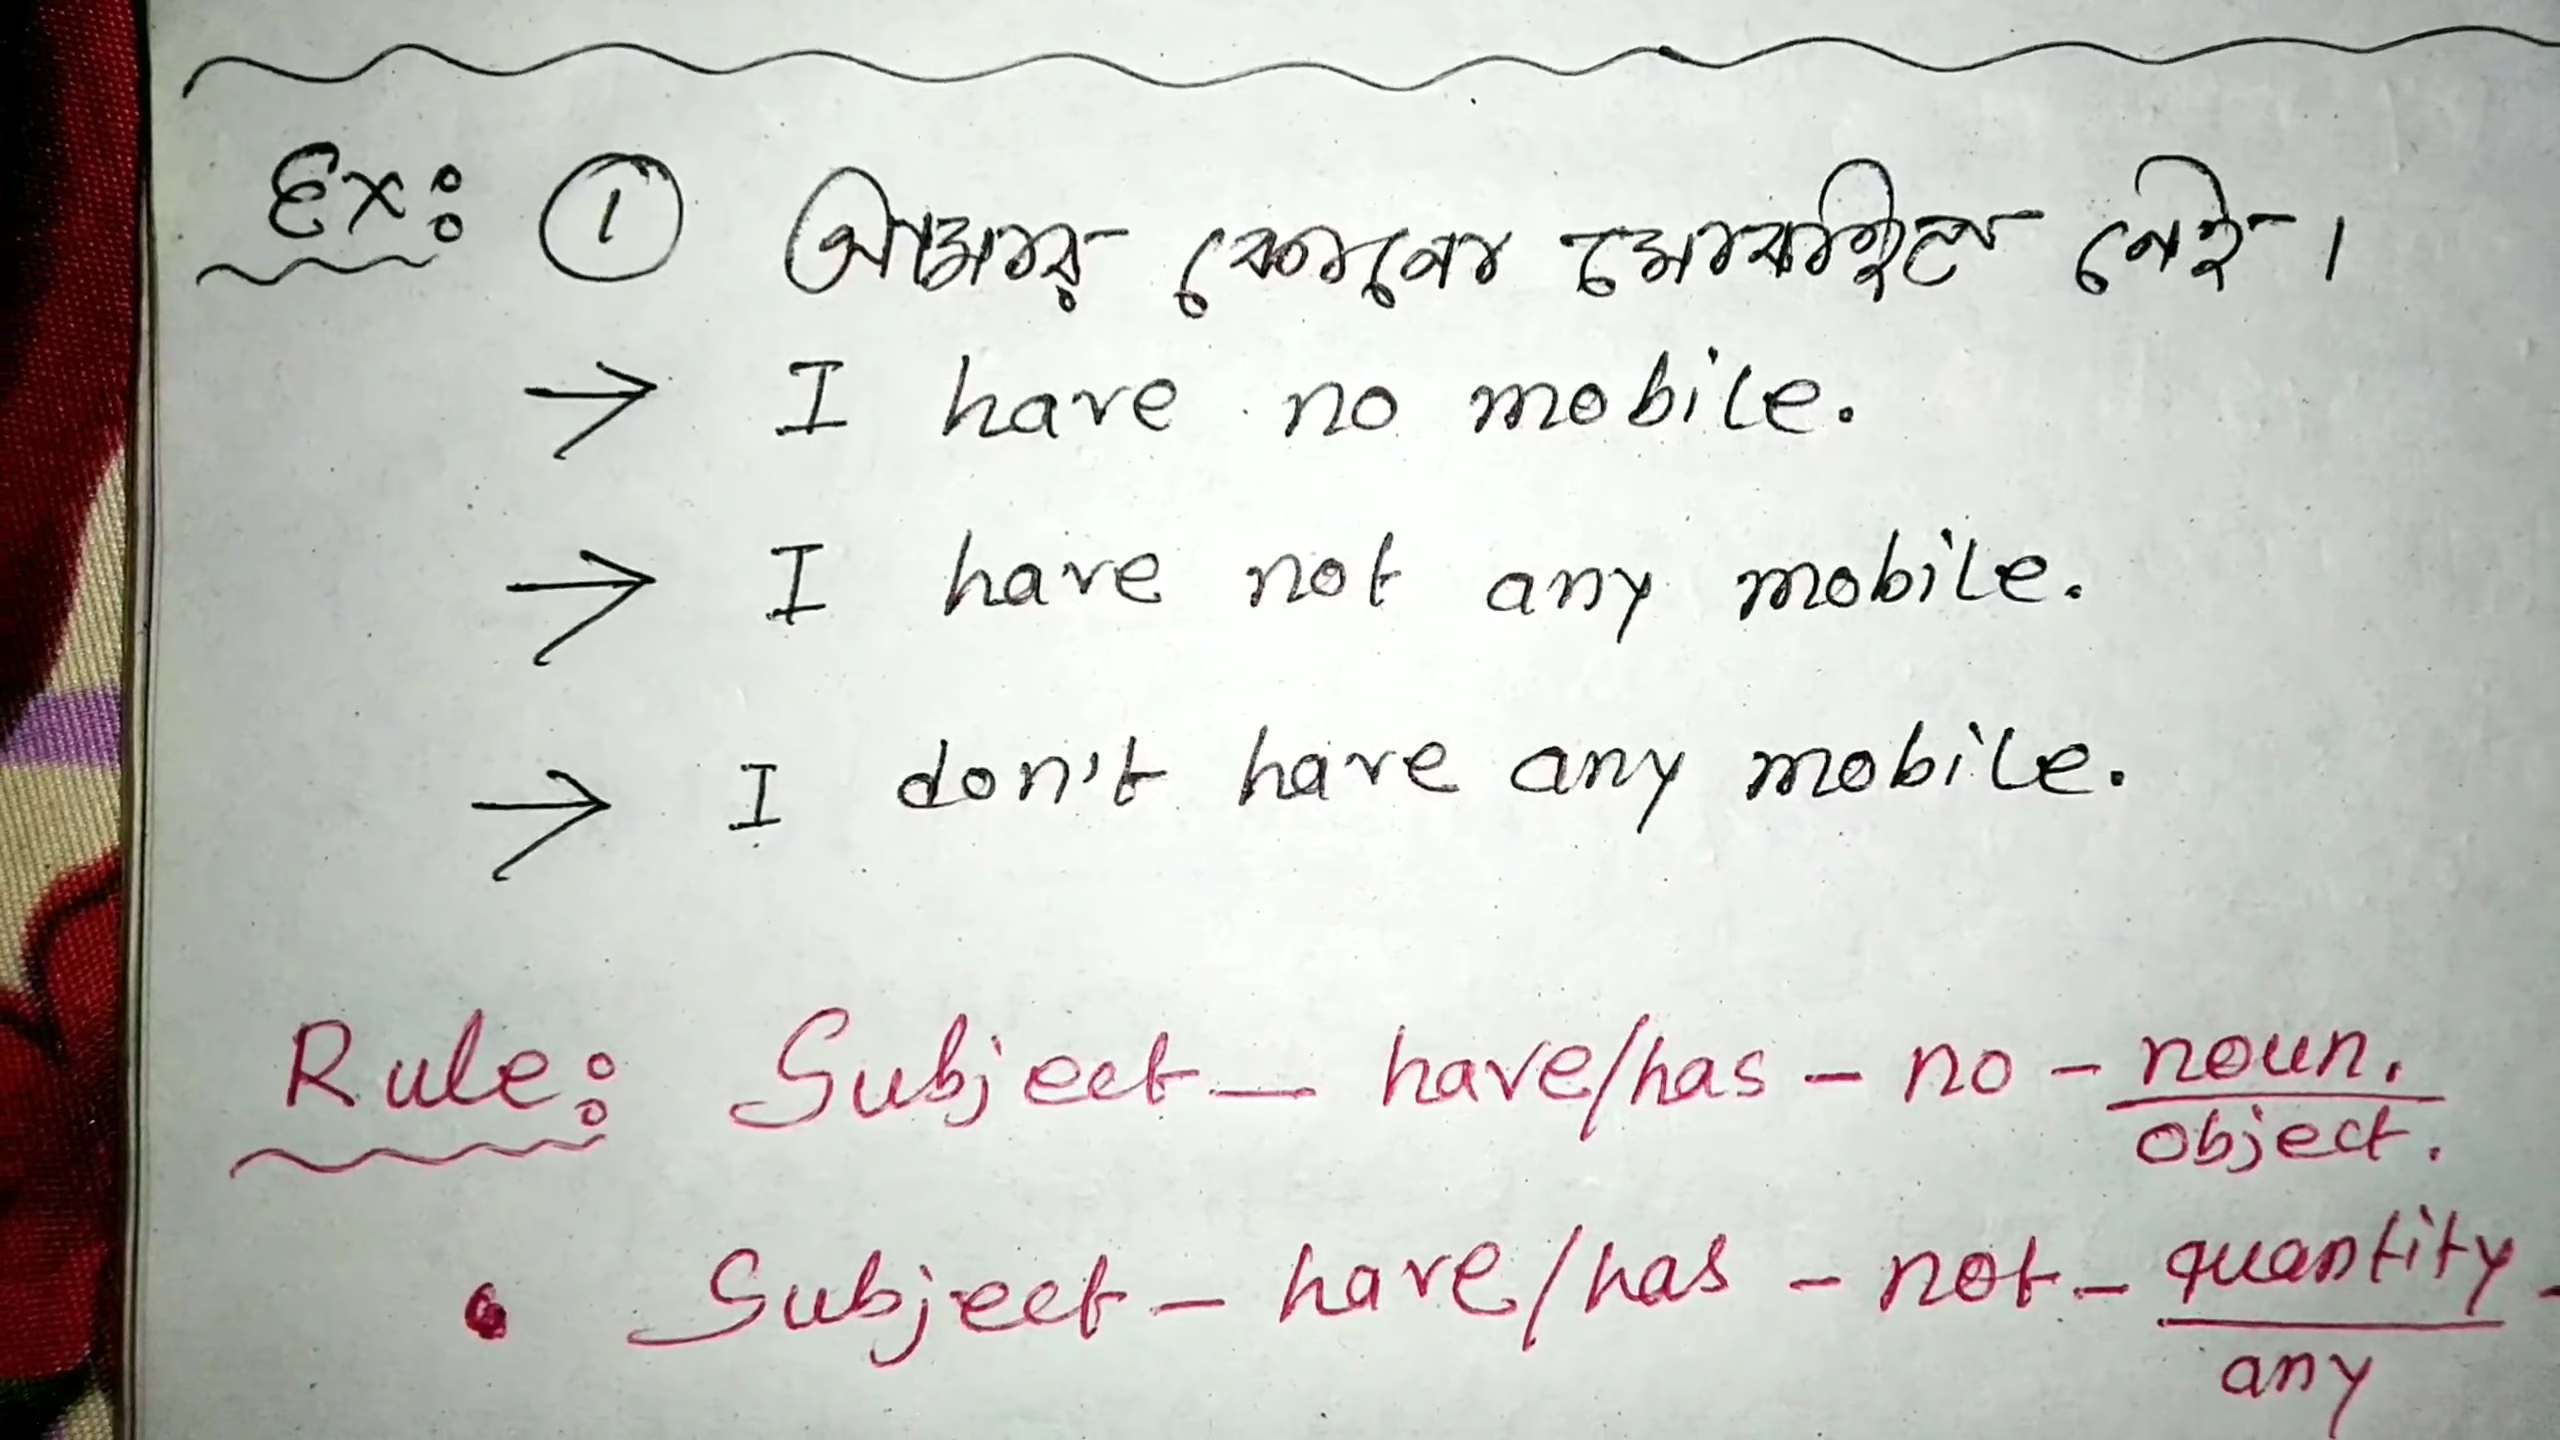 Ex: ① আমার কোনো মোবাইল নেই।
→ I have no mobile.
→ I have not any mobile.
→ I don't have any mobile.
Rule: Subject — have/has – no – noun.
object.
• Subject – have/has – not – quantity -
any